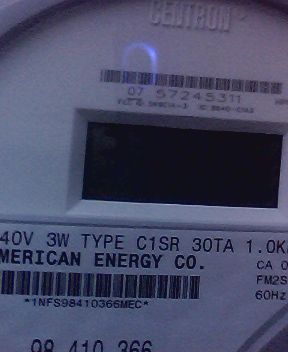 CENTRON
07 57245311
40V 3W TYPE C1SR 30TA 1.0K
MERICAN ENERGY CO.
CA 0
FM2S
60Hz
*1NFS98410366MEC*
98 410 366